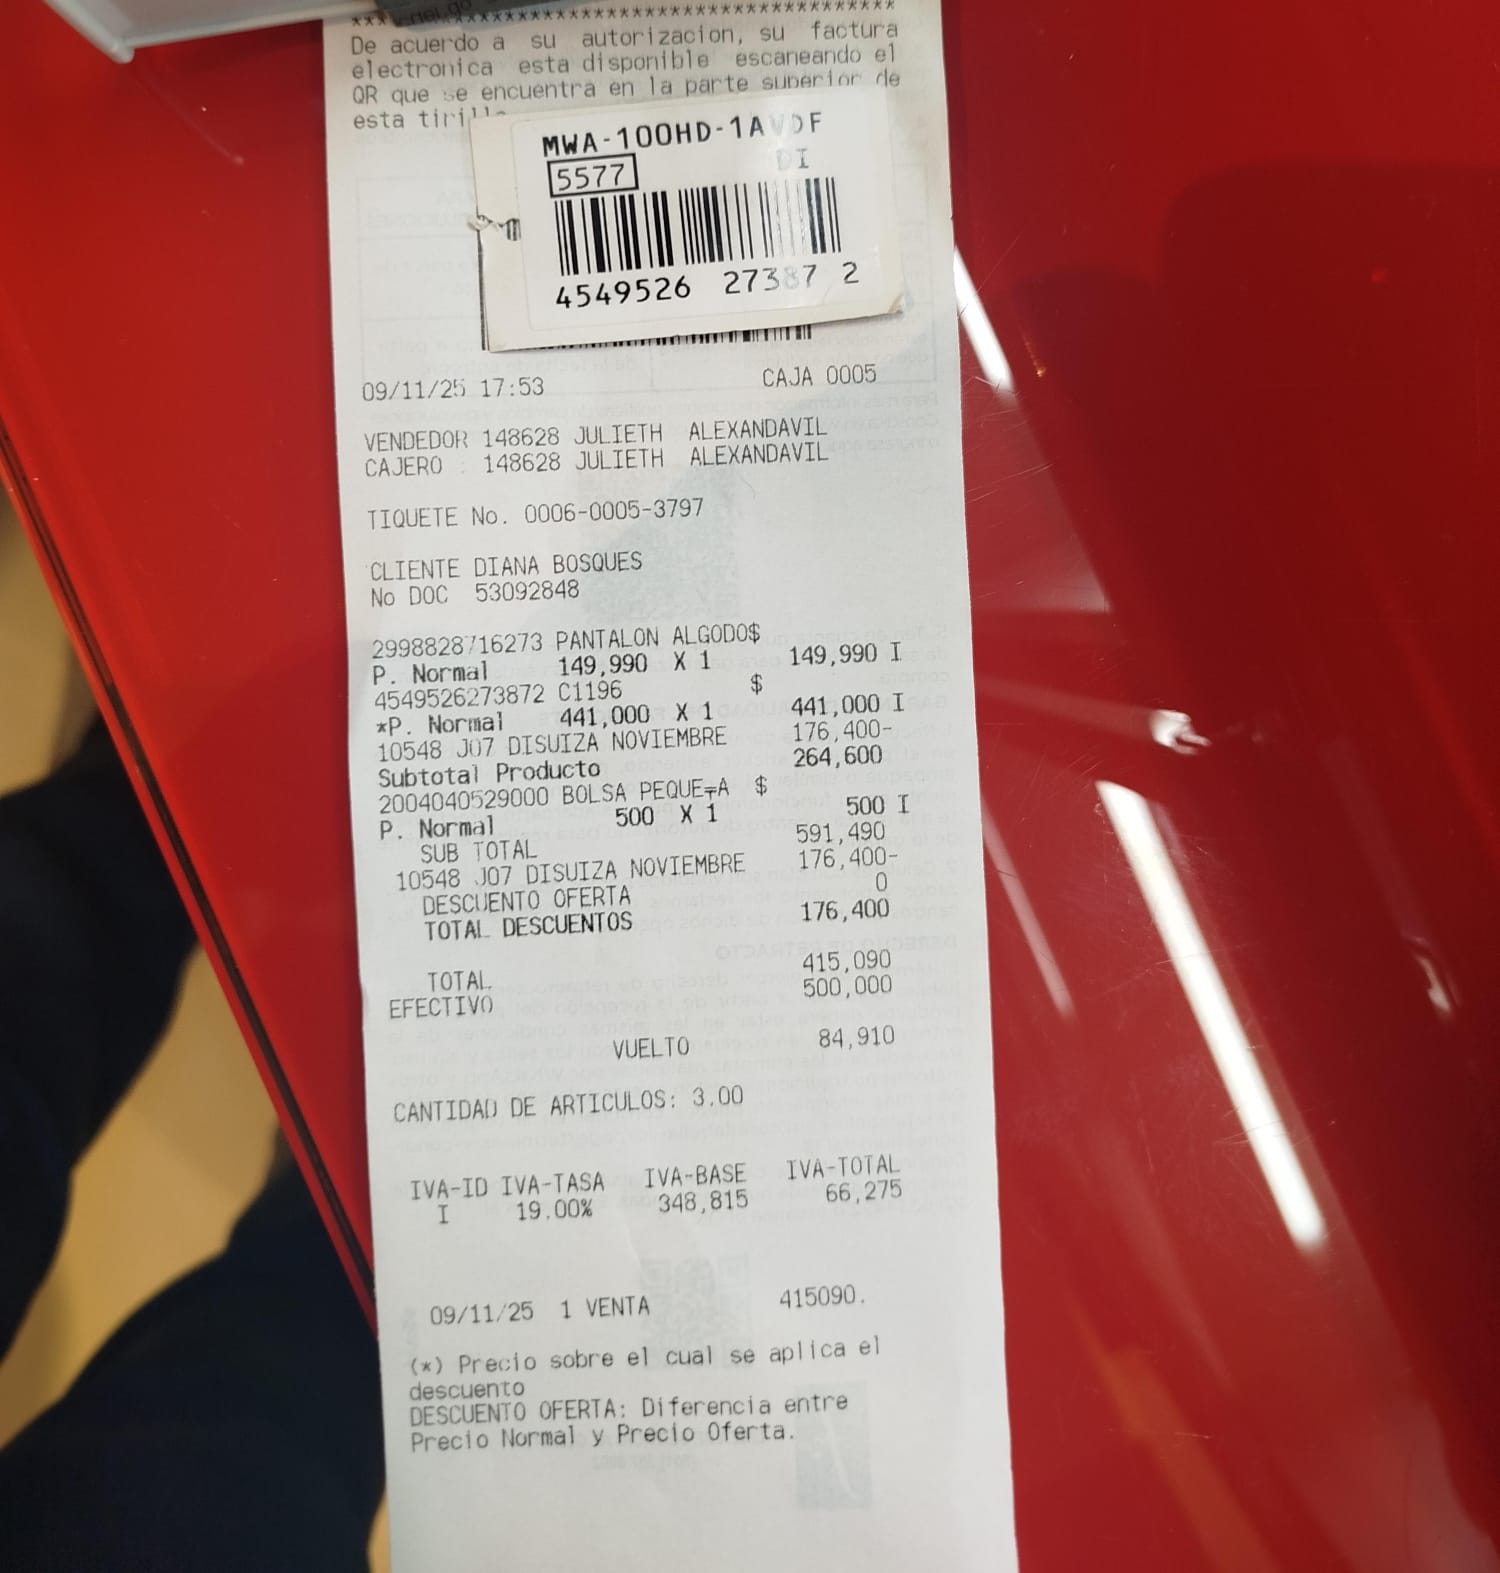 De acuerdo a su autorizacion, su factura
electronica esta disponible escaneando el
QR que se encuentra en la parte superior de
esta
MWA-100HD-1AVDF
DI
5577
4549526 27387 2
09/11/25 17:53 CAJA 0005
VENDEDOR 148628 JULIETH ALEXANDAVIL
CAJERO : 148628 JULIETH ALEXANDAVIL
TIQUETE No. 0006-0005-3797
CLIENTE DIANA BOSQUES
No DOC 53092848
2998828716273 PANTALON ALGODO$
P. Normal 149,990 X 1 149,990 I
4549526273872 C1196 $
*P. Normal 441,000 X 1 441,000 I
10548 J07 DISUIZA NOVIEMBRE 176,400-
Subtotal Producto 264,600
2004040529000 BOLSA PEQUE╤A $
P. Normal 500 X 1 500 I
SUB TOTAL 591,490
10548 J07 DISUIZA NOVIEMBRE 176,400-
DESCUENTO OFERTA 0
TOTAL DESCUENTOS 176,400
TOTAL 415,090
EFECTIVO 500,000
VUELTO 84,910
CANTIDAD DE ARTICULOS: 3.00
IVA-ID IVA-TASA IVA-BASE IVA-TOTAL
I 19.00% 348,815 66,275
09/11/25 1 VENTA 415090.
(*) Precio sobre el cual se aplica el
descuento
DESCUENTO OFERTA: Diferencia entre
Precio Normal y Precio Oferta.